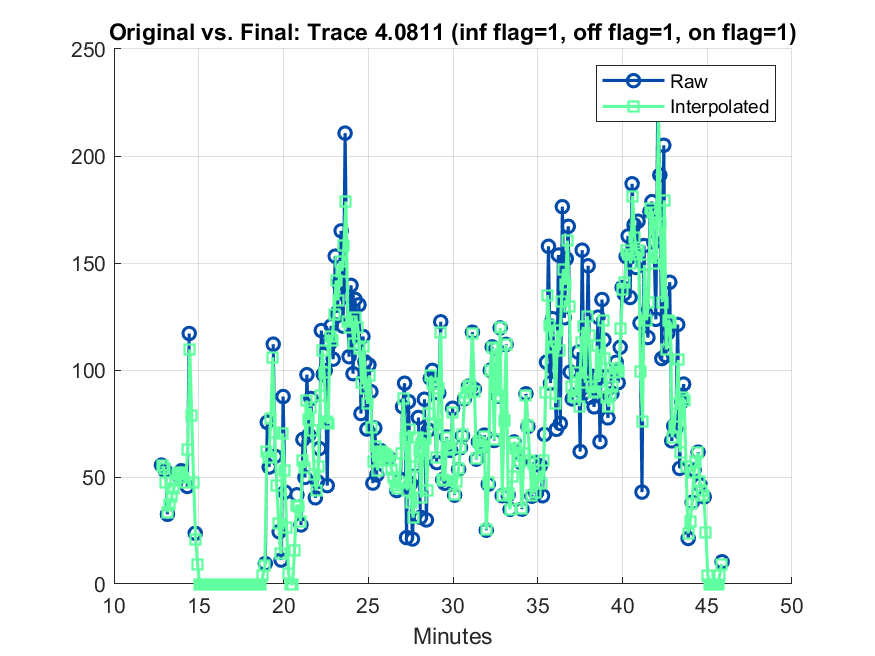 Original vs. Final: Trace 4.0811 (inf flag=1, off flag=1, on flag=1)
250
200
150
100
50
0
Raw
Interpolated
10 15 20 25 30 35 40 45 50
Minutes